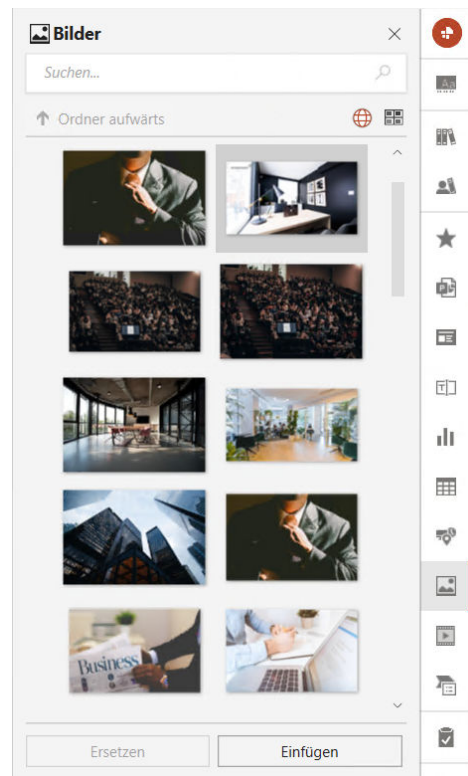 Bilder
Suchen...
Ordner aufwärts
Business
Ersetzen
Einfügen